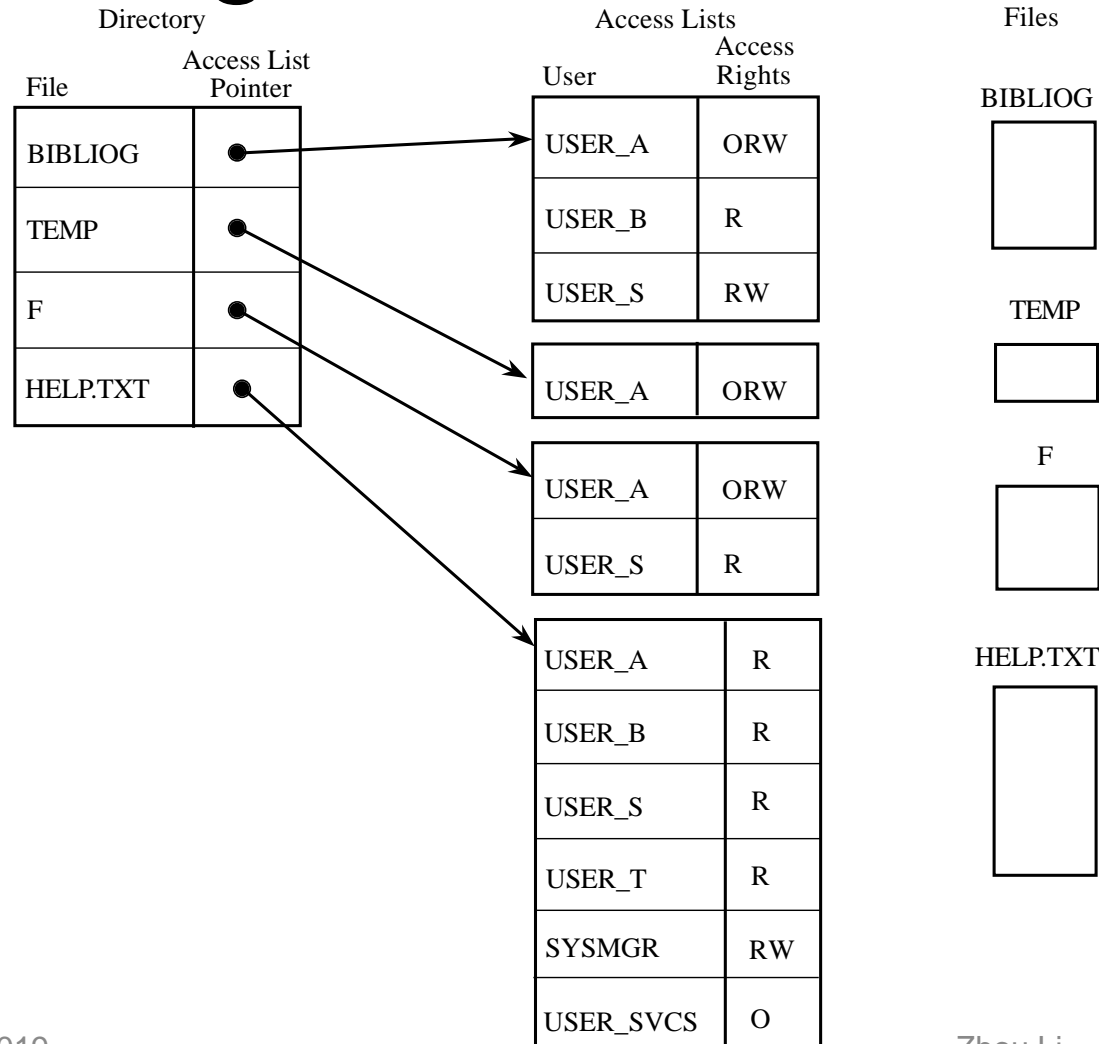 Directory
File
Access List
Pointer
BIBLIOG
TEMP
F
HELP.TXT
Access Lists
User
Access
Rights
USER_A ORW
USER_B R
USER_S RW
USER_A ORW
USER_A ORW
USER_S R
USER_A R
USER_B R
USER_S R
USER_T R
SYSMGR RW
USER_SVCS O
Files
BIBLIOG
TEMP
F
HELP.TXT